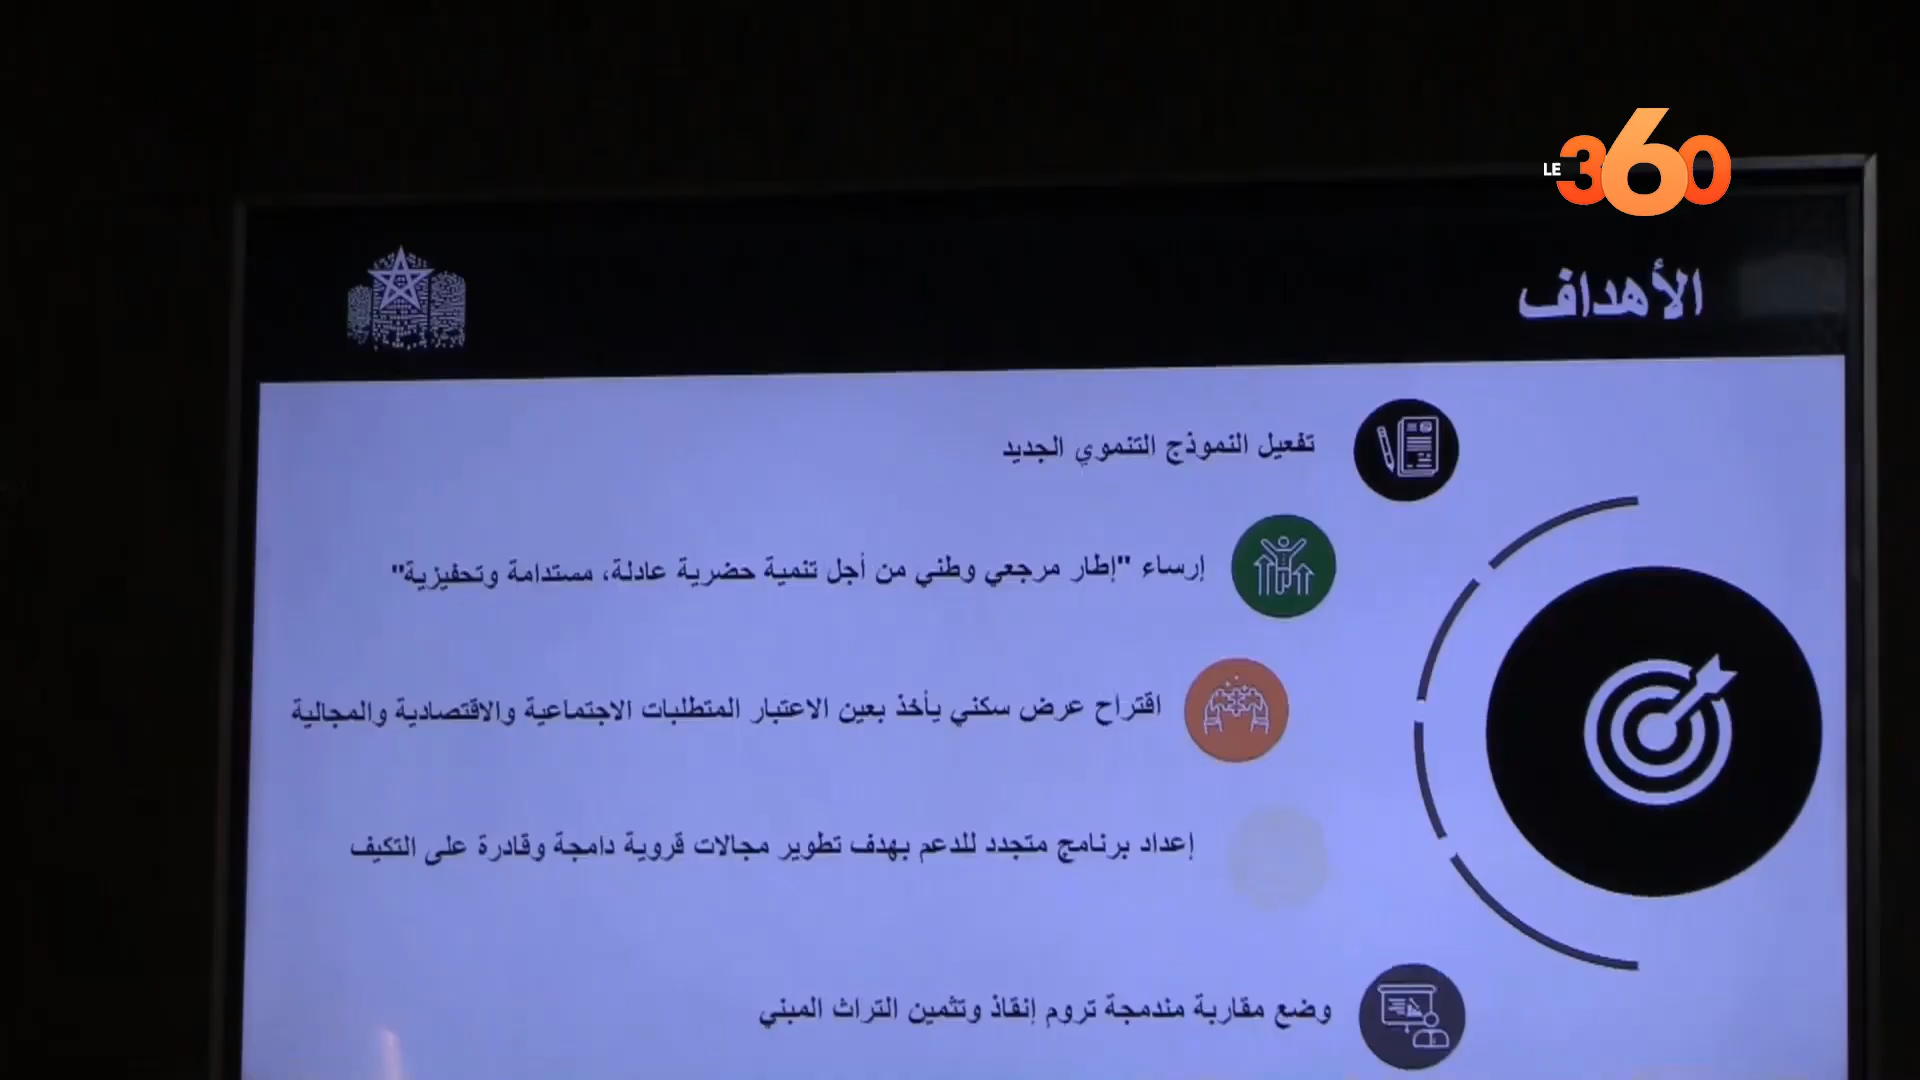 LE 360
الأهداف
تفعيل النموذج التنموي الجديد
إرساء "إطار مرجعي وطني من أجل تنمية حضرية عادلة، مستدامة وتحفيزية"
اقتراح عرض سكني يأخذ بعين الاعتبار المتطلبات الاجتماعية والاقتصادية والمجالية
إعداد برنامج متجدد للدعم بهدف تطوير مجالات قروية دامجة وقادرة على التكيف
وضع مقاربة مندمجة تروم إنقاذ وتثمين التراث المبني